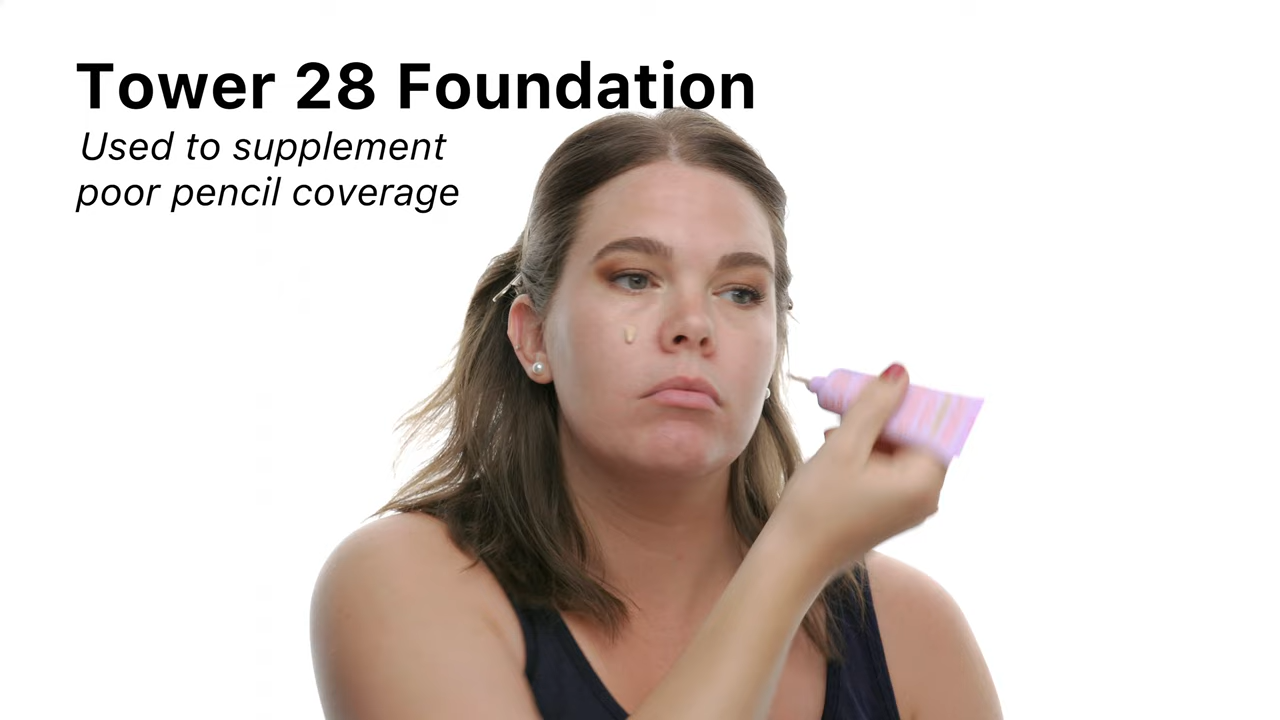 Tower 28 Foundation
Used to supplement
poor pencil coverage